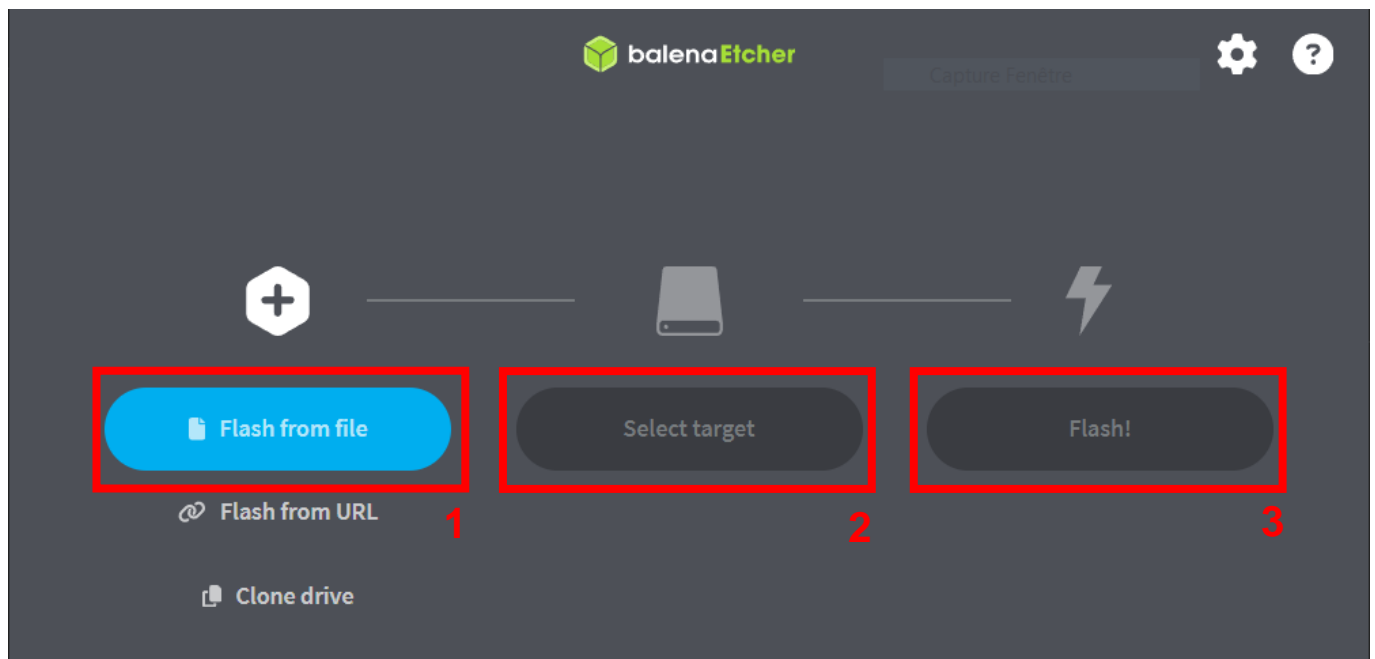 balenaEtcher
Capture Fenêtre
?
Flash from file
Select target
Flash!
Flash from URL
1
2
3
Clone drive